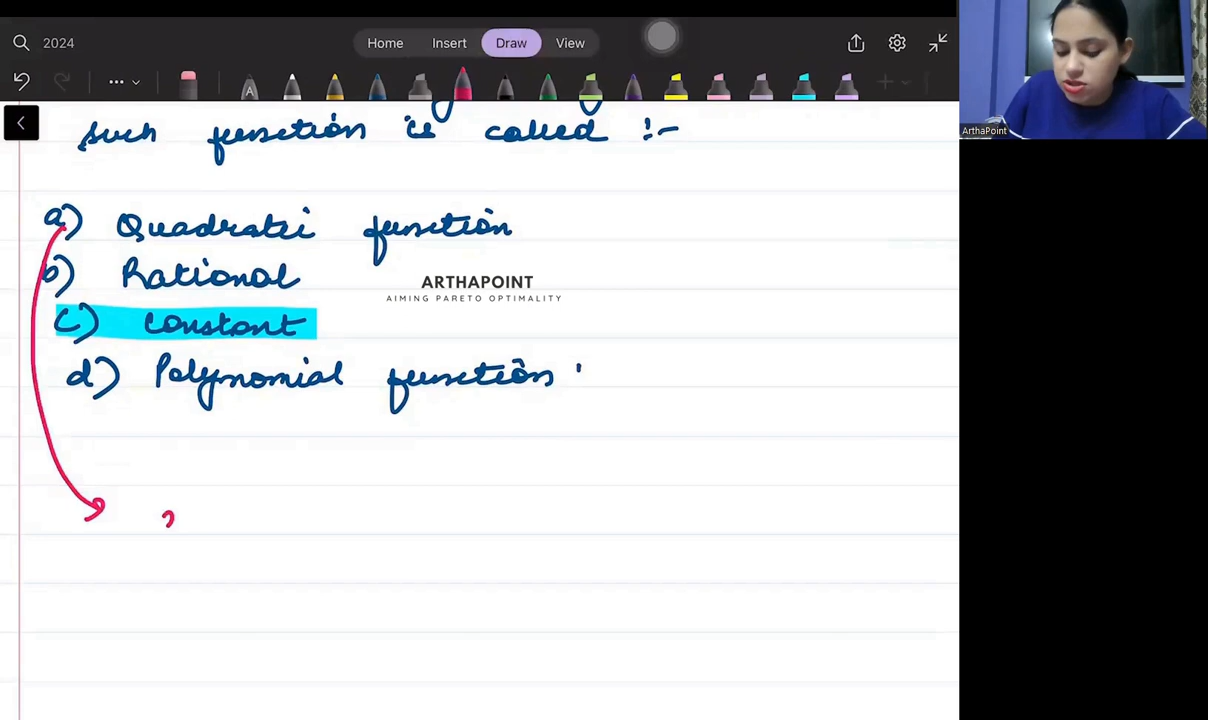 2024
Home Insert Draw View
such function is called :-
a) Quadratic function
b) Rational
c) constant
d) Polynomial function
ARTHAPOINT
AIMING PARETO OPTIMALITY
ArthaPoint